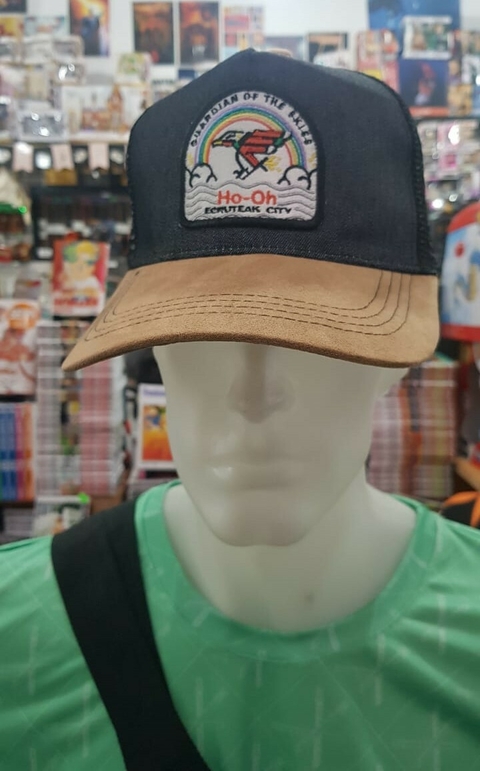 GUARDIAN OF THE SKIES
Ho-Oh
ECRUTEAK CITY